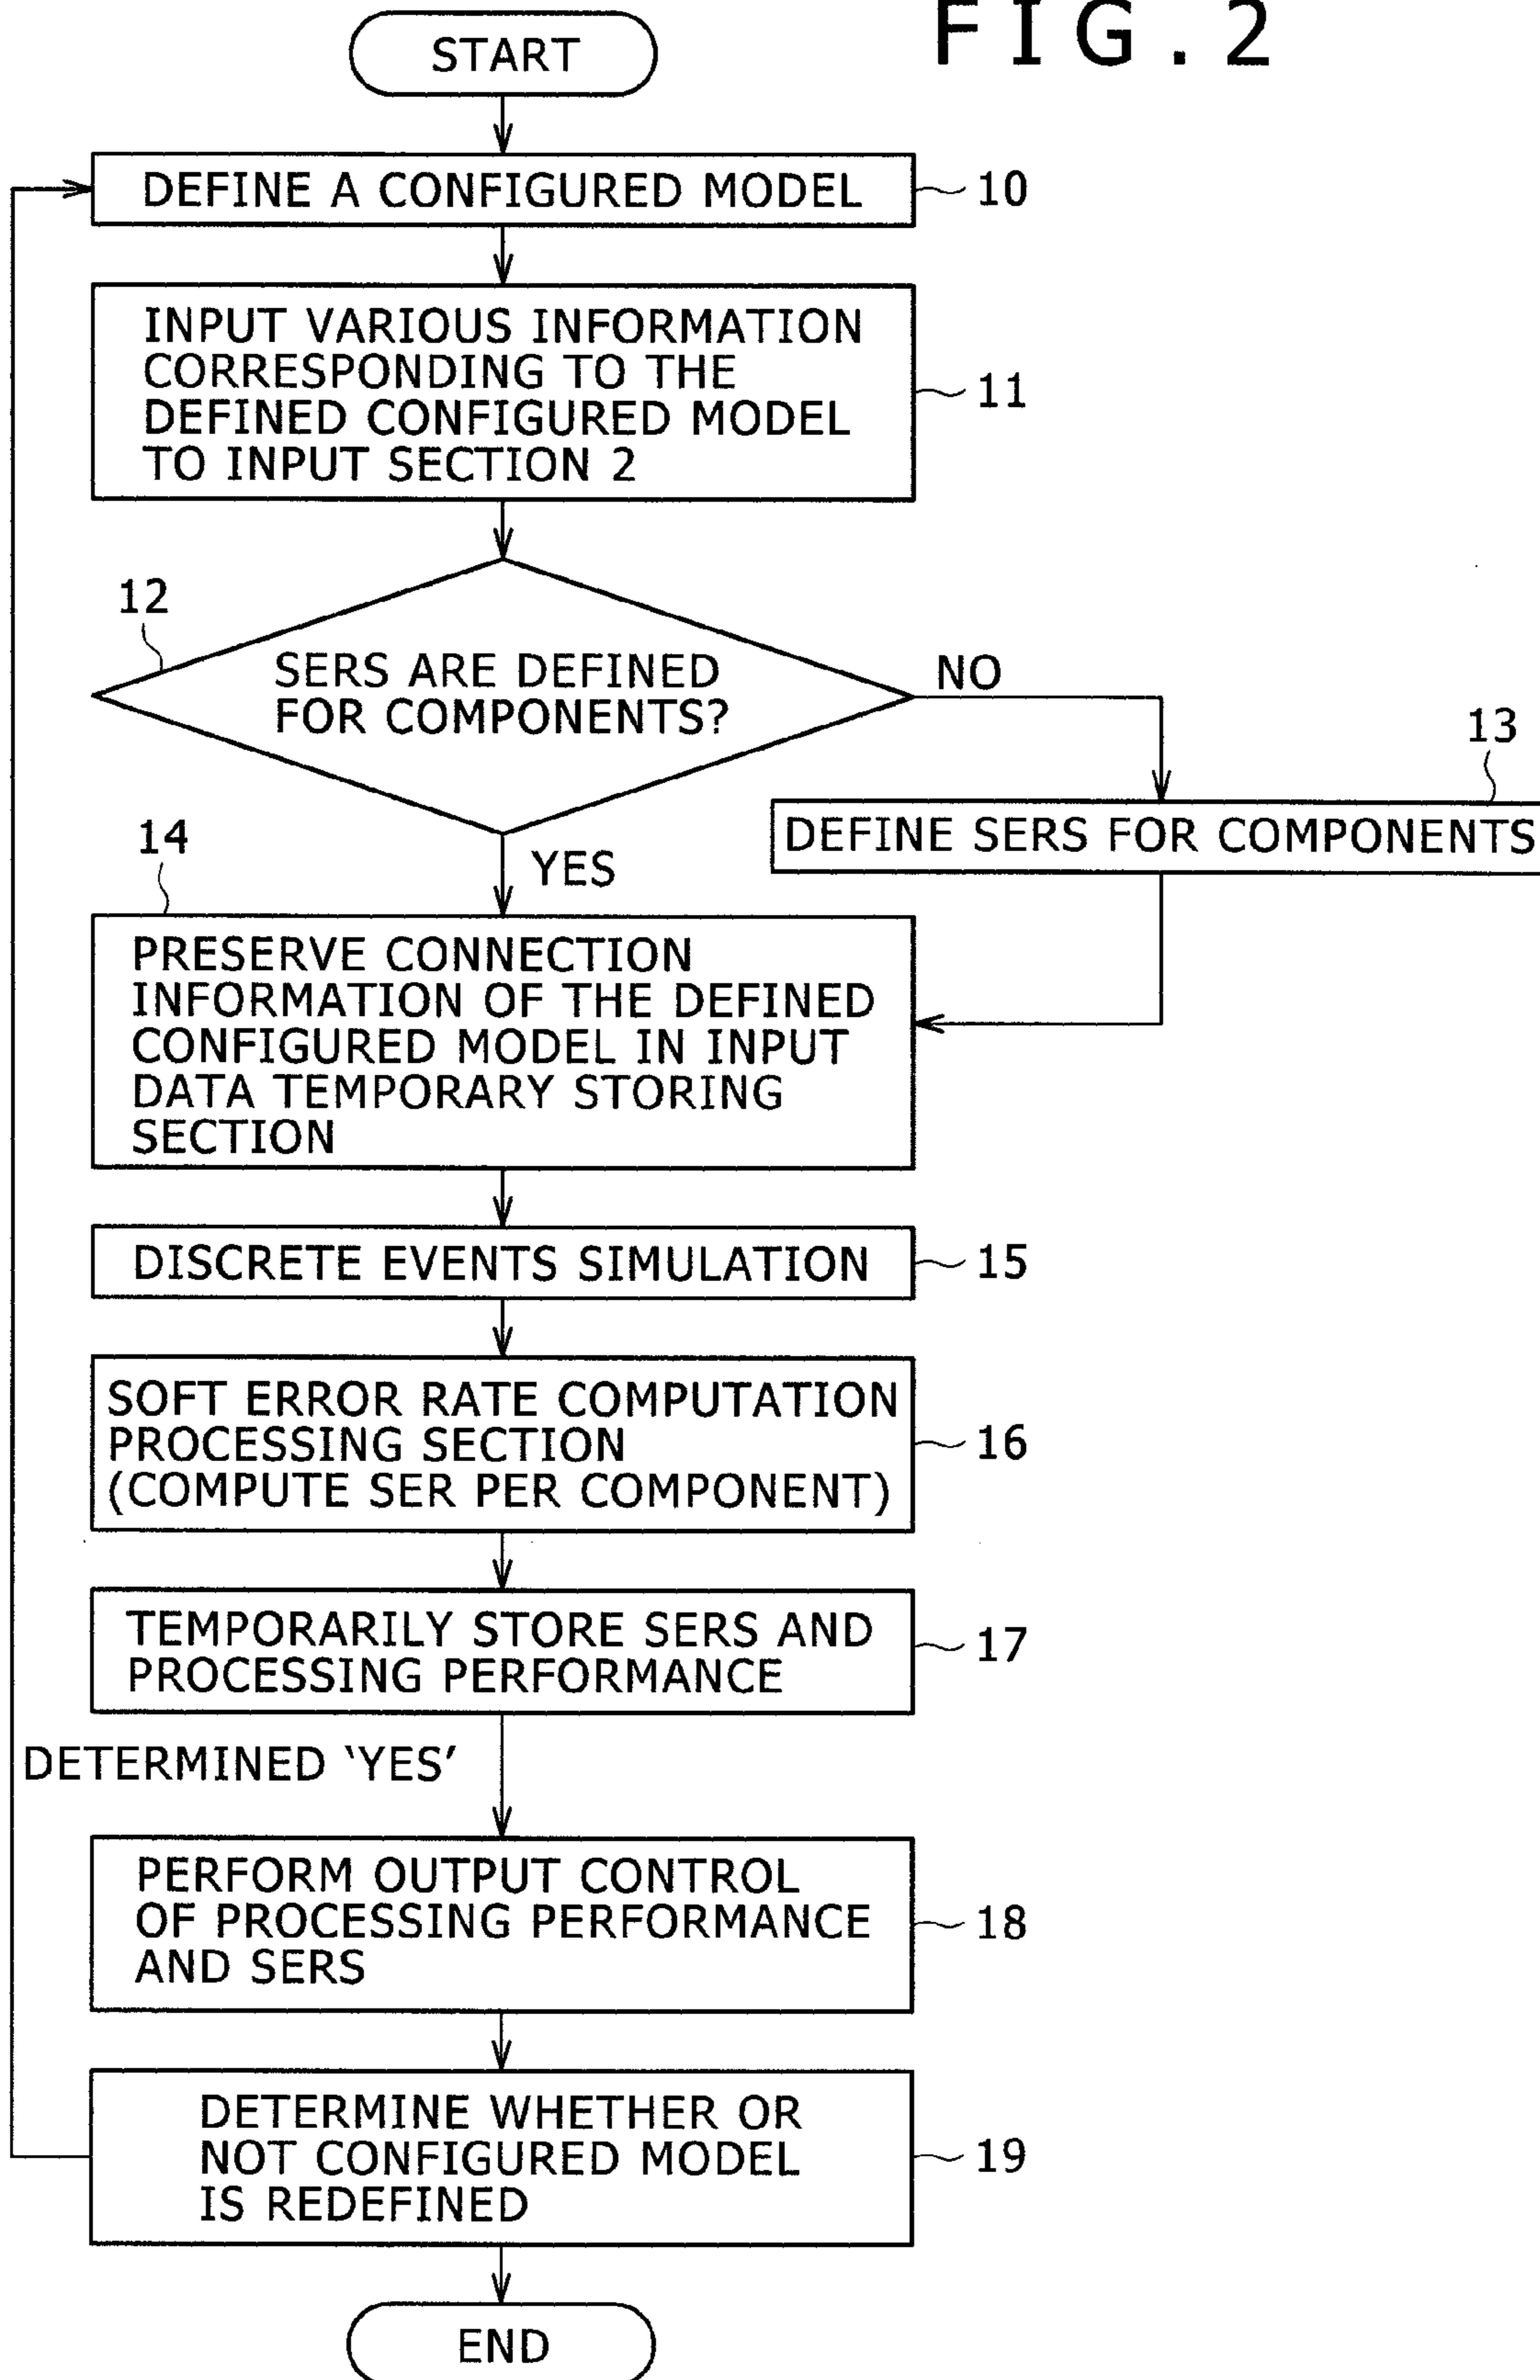 FIG.2
START
DEFINE A CONFIGURED MODEL
10
INPUT VARIOUS INFORMATION
CORRESPONDING TO THE
DEFINED CONFIGURED MODEL
TO INPUT SECTION 2
11
12
SERS ARE DEFINED
FOR COMPONENTS?
NO
13
DEFINE SERS FOR COMPONENTS
YES
14
PRESERVE CONNECTION
INFORMATION OF THE DEFINED
CONFIGURED MODEL IN INPUT
DATA TEMPORARY STORING
SECTION
DISCRETE EVENTS SIMULATION
15
SOFT ERROR RATE COMPUTATION
PROCESSING SECTION
(COMPUTE SER PER COMPONENT)
16
TEMPORARILY STORE SERS AND
PROCESSING PERFORMANCE
17
DETERMINED ‘YES’
PERFORM OUTPUT CONTROL
OF PROCESSING PERFORMANCE
AND SERS
18
DETERMINE WHETHER OR
NOT CONFIGURED MODEL
IS REDEFINED
19
END